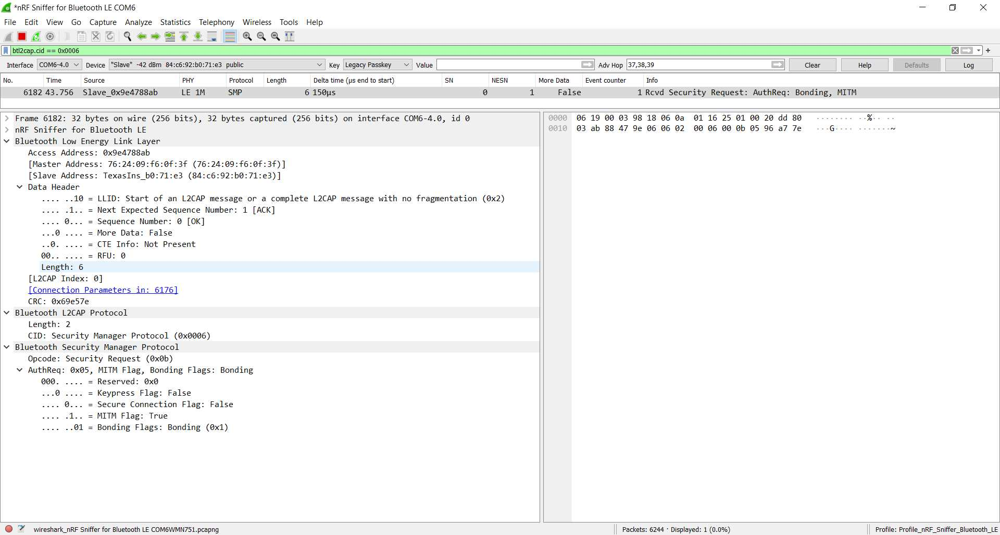 *nRF Sniffer for Bluetooth LE COM6
File Edit View Go Capture Analyze Statistics Telephony Wireless Tools Help
btl2cap.cid == 0x0006
Interface COM6-4.0 Device "Slave" -42 dBm 84:c6:92:b0:71:e3 public Key Legacy Passkey Value Adv Hop 37,38,39 Clear Help Defaults Log
No. Time Source PHY Protocol Length Delta time (µs end to start) SN NESN More Data Event counter Info
6182 43.756 Slave_0x9e4788ab LE 1M SMP 6 150µs 0 1 False 1 Rcvd Security Request: AuthReq: Bonding, MITM
Frame 6182: 32 bytes on wire (256 bits), 32 bytes captured (256 bits) on interface COM6-4.0, id 0
nRF Sniffer for Bluetooth LE
Bluetooth Low Energy Link Layer
Access Address: 0x9e4788ab
[Master Address: 76:24:09:f6:0f:3f (76:24:09:f6:0f:3f)]
[Slave Address: TexasIns_b0:71:e3 (84:c6:92:b0:71:e3)]
Data Header
.... ..10 = LLID: Start of an L2CAP message or a complete L2CAP message with no fragmentation (0x2)
.... .1.. = Next Expected Sequence Number: 1 [ACK]
.... 0... = Sequence Number: 0 [OK]
...0 .... = More Data: False
..0. .... = CTE Info: Not Present
00.. .... = RFU: 0
Length: 6
[L2CAP Index: 0]
[Connection Parameters in: 6176]
CRC: 0x69e57e
Bluetooth L2CAP Protocol
Length: 2
CID: Security Manager Protocol (0x0006)
Bluetooth Security Manager Protocol
Opcode: Security Request (0x0b)
AuthReq: 0x05, MITM Flag, Bonding Flags: Bonding
000. .... = Reserved: 0x0
...0 .... = Keypress Flag: False
.... 0... = Secure Connection Flag: False
.... .1.. = MITM Flag: True
.... ..01 = Bonding Flags: Bonding (0x1)
0000 06 19 00 03 98 18 06 0a 01 16 25 01 00 20 dd 80 ········ ··%·· ··
0010 03 ab 88 47 9e 06 06 02 00 06 00 0b 05 96 a7 7e ···G···· ·······~
wireshark_nRF Sniffer for Bluetooth LE COM6WMN751.pcapng
Packets: 6244 · Displayed: 1 (0.0%)
Profile: Profile_nRF_Sniffer_Bluetooth_LE